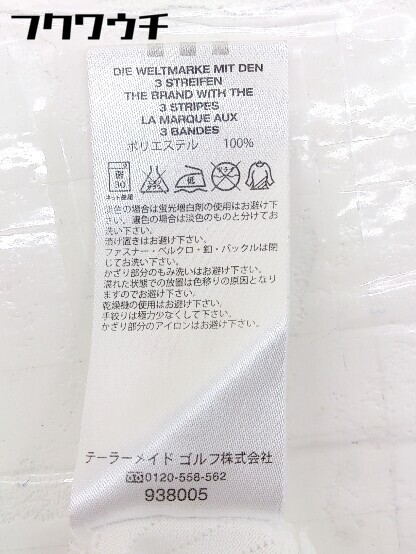 フクワウチ
DIE WELTMARKE MIT DEN
3 STREIFEN
THE BRAND WITH THE
3 STRIPES
LA MARQUE AUX
3 BANDES
ポリエステル 100%
弱
30
低
ネット使用
淡色の場合は蛍光増白剤の使用はお避け下
さい。濃色の場合は淡色のものと分けてお
洗い下さい。
漬け置きはお避け下さい。
ファスナー・ベルクロ・釦・バックルは閉
じてお洗い下さい。
かざり部分のもみ洗いはお避け下さい。
濡れた状態での放置は色移りの原因となり
ますのでお避け下さい。
乾燥機の使用はお避け下さい。
手絞りは極力少なくして下さい。
かざり部分のアイロンはお避け下さい。
テーラーメイド ゴルフ株式会社
0120-558-562
938005